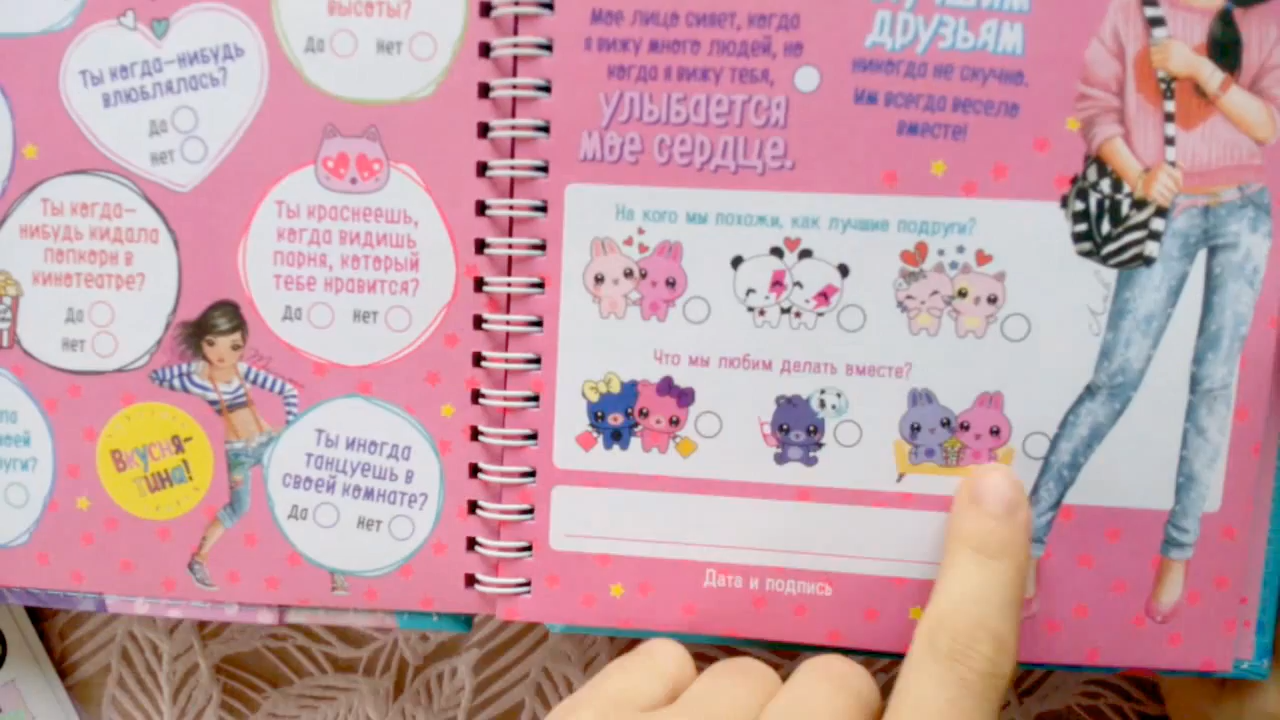 высоты?
Да
Нет
Ты когда-нибудь
влюблялась?
Да
Нет
Ты когда-
нибудь кидала
попкорн в
кинотеатре?
Да
Нет
Ты краснеешь,
когда видишь
парня, который
тебе нравится?
Да
Нет
Вкусня-
тина!
Ты иногда
танцуешь в
своей комнате?
Да
Нет
Мое лицо сияет, когда
я вижу много людей, но
когда я вижу тебя,
улыбается
мое сердце.
друзьям
никогда не скучно.
Им всегда весело
вместе!
На кого мы похожи, как лучшие подруги?
Что мы любим делать вместе?
Дата и подпись